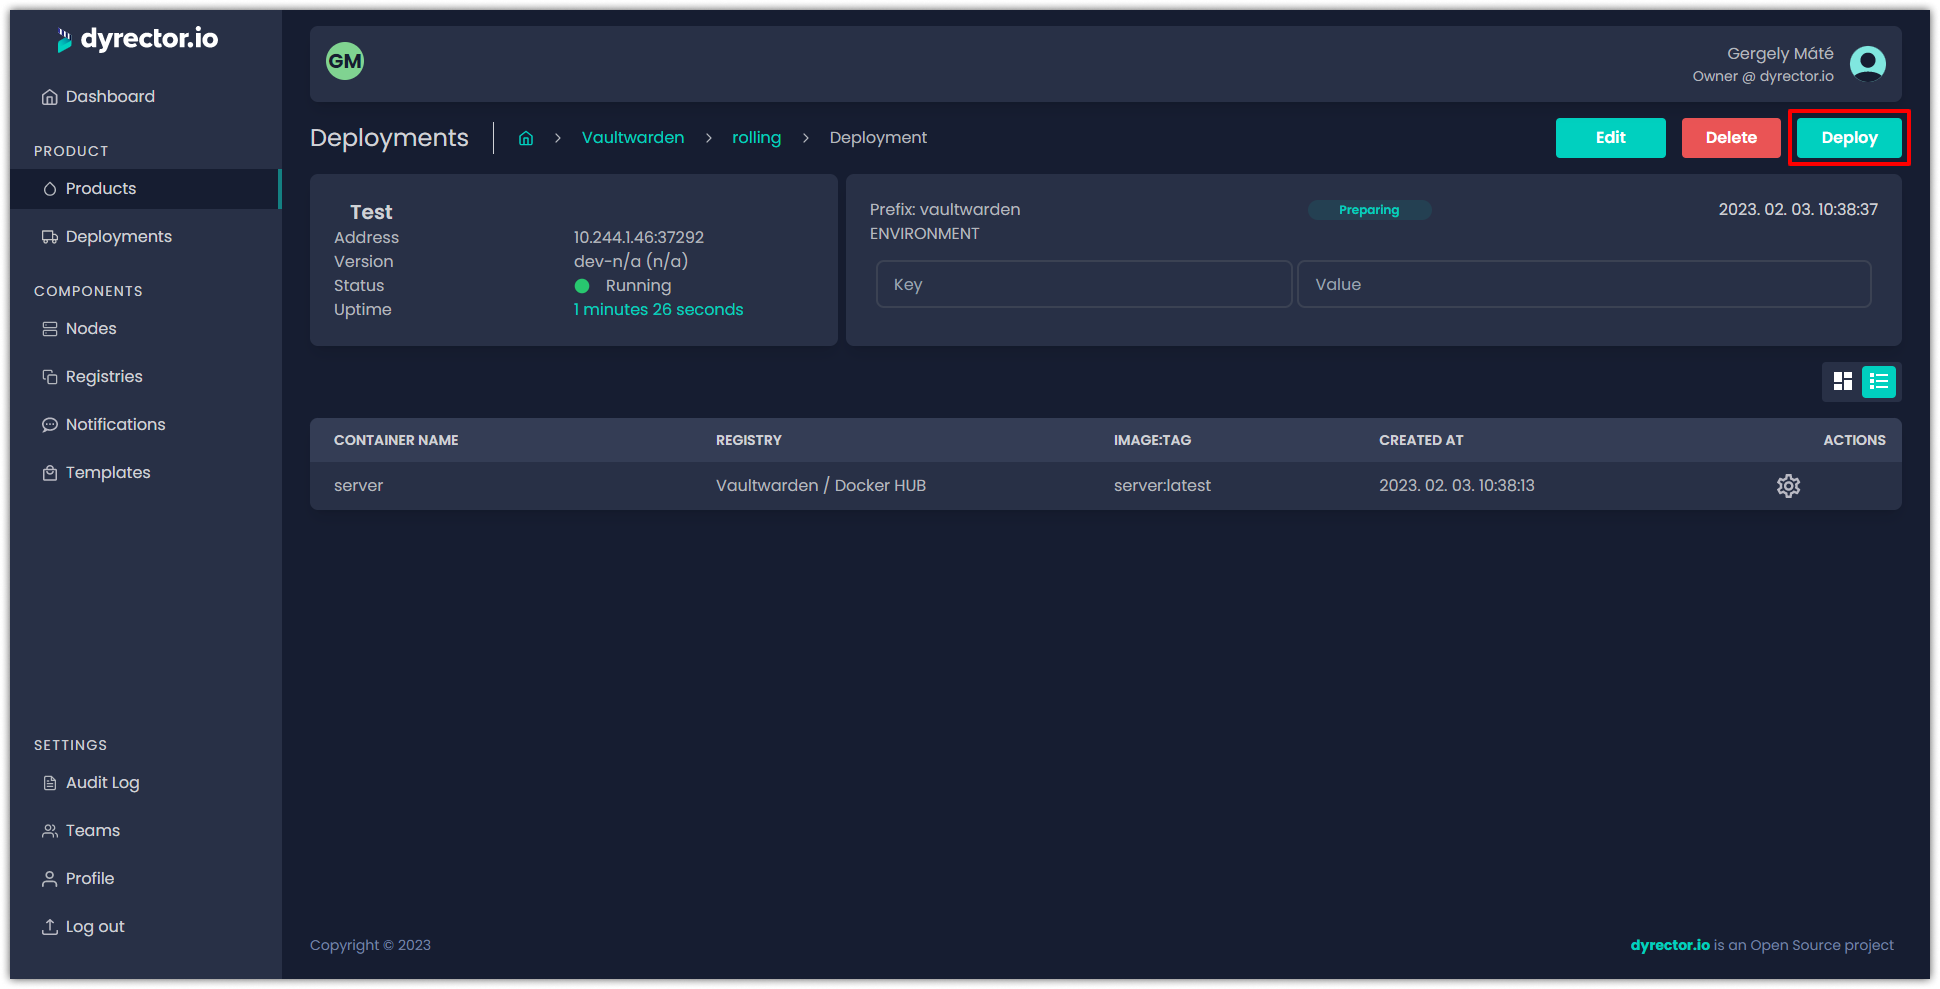 dyrector.io
Dashboard
PRODUCT
Products
Deployments
COMPONENTS
Nodes
Registries
Notifications
Templates
SETTINGS
Audit Log
Teams
Profile
Log out
GM
Gergely Máté
Owner @ dyrector.io
Deployments
Vaultwarden
rolling
Deployment
Edit
Delete
Deploy
Test
Address 10.244.1.46:37292
Version dev-n/a (n/a)
Status Running
Uptime 1 minutes 26 seconds
Prefix: vaultwarden Preparing 2023. 02. 03. 10:38:37
ENVIRONMENT
Key Value
CONTAINER NAME REGISTRY IMAGE:TAG CREATED AT ACTIONS
server Vaultwarden / Docker HUB server:latest 2023. 02. 03. 10:38:13
Copyright © 2023
dyrector.io is an Open Source project